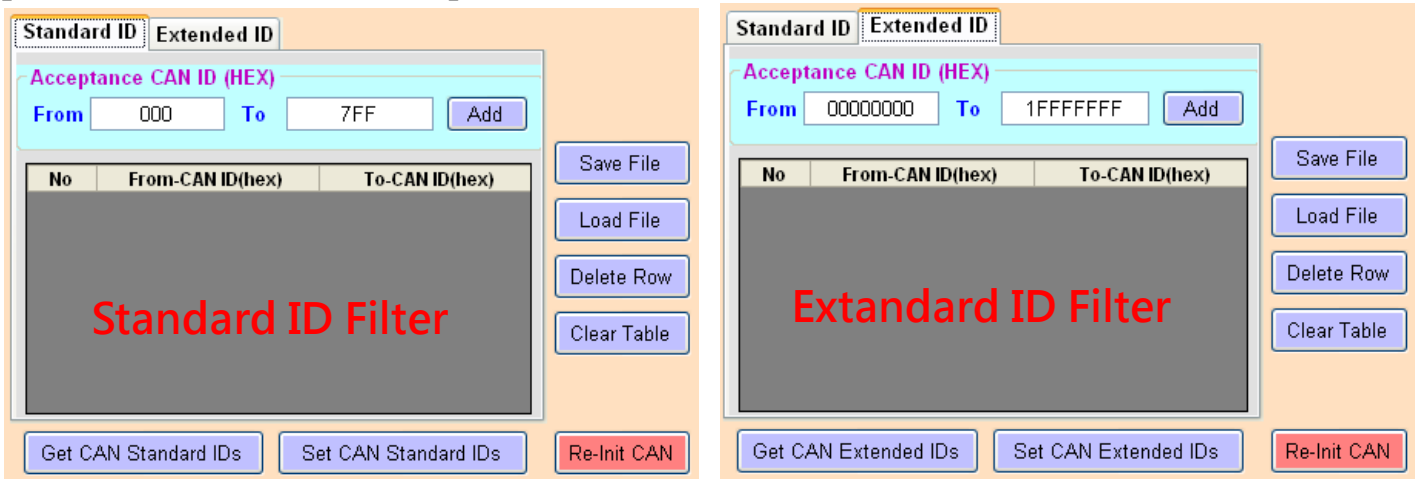 Standard ID Extended ID
Acceptance CAN ID (HEX)
From 000 To 7FF Add
No From-CAN ID(hex) To-CAN ID(hex)
Standard ID Filter
Save File
Load File
Delete Row
Clear Table
Get CAN Standard IDs Set CAN Standard IDs Re-Init CAN
Standard ID Extended ID
Acceptance CAN ID (HEX)
From 00000000 To 1FFFFFFF Add
No From-CAN ID(hex) To-CAN ID(hex)
Extandard ID Filter
Save File
Load File
Delete Row
Clear Table
Get CAN Extended IDs Set CAN Extended IDs Re-Init CAN